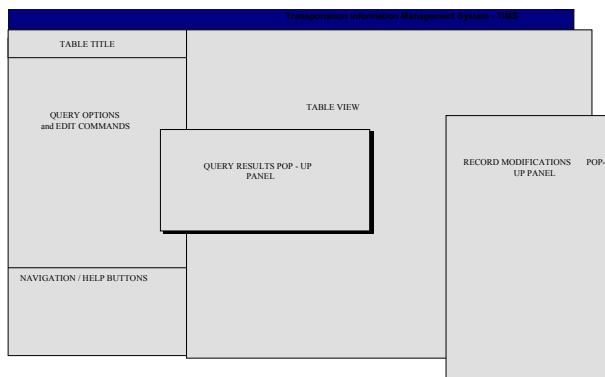 Transportation Information Management System - TIMS
TABLE TITLE
TABLE VIEW
QUERY OPTIONS
and EDIT COMMANDS
QUERY RESULTS POP - UP
PANEL
RECORD MODIFICATIONS POP-
UP PANEL
NAVIGATION / HELP BUTTONS